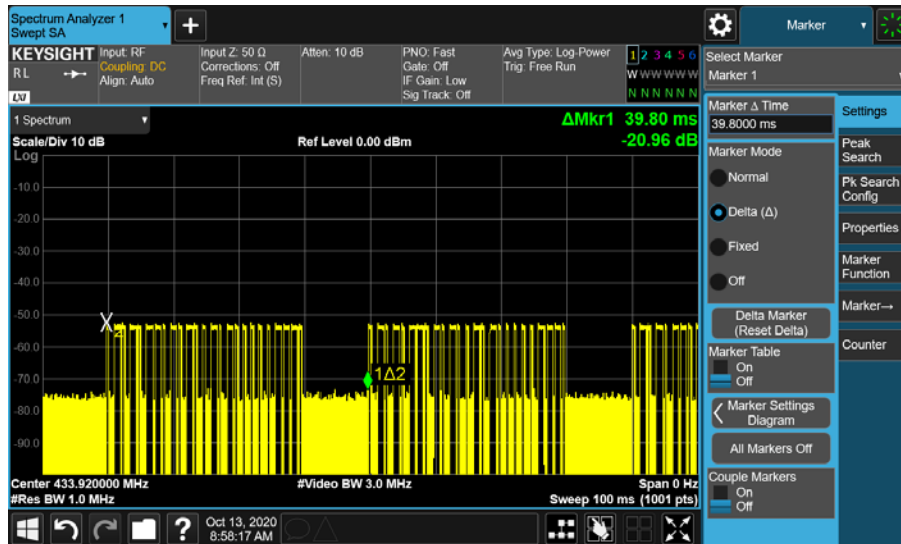 Spectrum Analyzer 1
Swept SA
Marker
KEYSIGHT
Input: RF
Input Z: 50 Ω
Atten: 10 dB
PNO: Fast
Avg Type: Log-Power
1 2 3 4 5 6
Select Marker
R L
Coupling: DC
Corrections: Off
Gate: Off
Trig: Free Run
Marker 1
Align: Auto
Freq Ref: Int (S)
IF Gain: Low
W W W W W W
Sig Track: Off
N N N N N N
LXI
1 Spectrum
ΔMkr1 39.80 ms
Marker Δ Time
Settings
39.8000 ms
Scale/Div 10 dB
Ref Level 0.00 dBm
-20.96 dB
Log
Marker Mode
Peak
Search
-10.0
Normal
Pk Search
Config
-20.0
Delta (Δ)
Properties
-30.0
Fixed
Marker
Function
-40.0
Off
-50.0
X
2
Delta Marker
(Reset Delta)
Marker→
-60.0
Marker Table
Counter
On
Off
1Δ2
-70.0
-80.0
Marker Settings
Diagram
-90.0
All Markers Off
Center 433.920000 MHz
#Video BW 3.0 MHz
Span 0 Hz
Couple Markers
On
Off
#Res BW 1.0 MHz
Sweep 100 ms (1001 pts)
?
Oct 13, 2020
8:58:17 AM